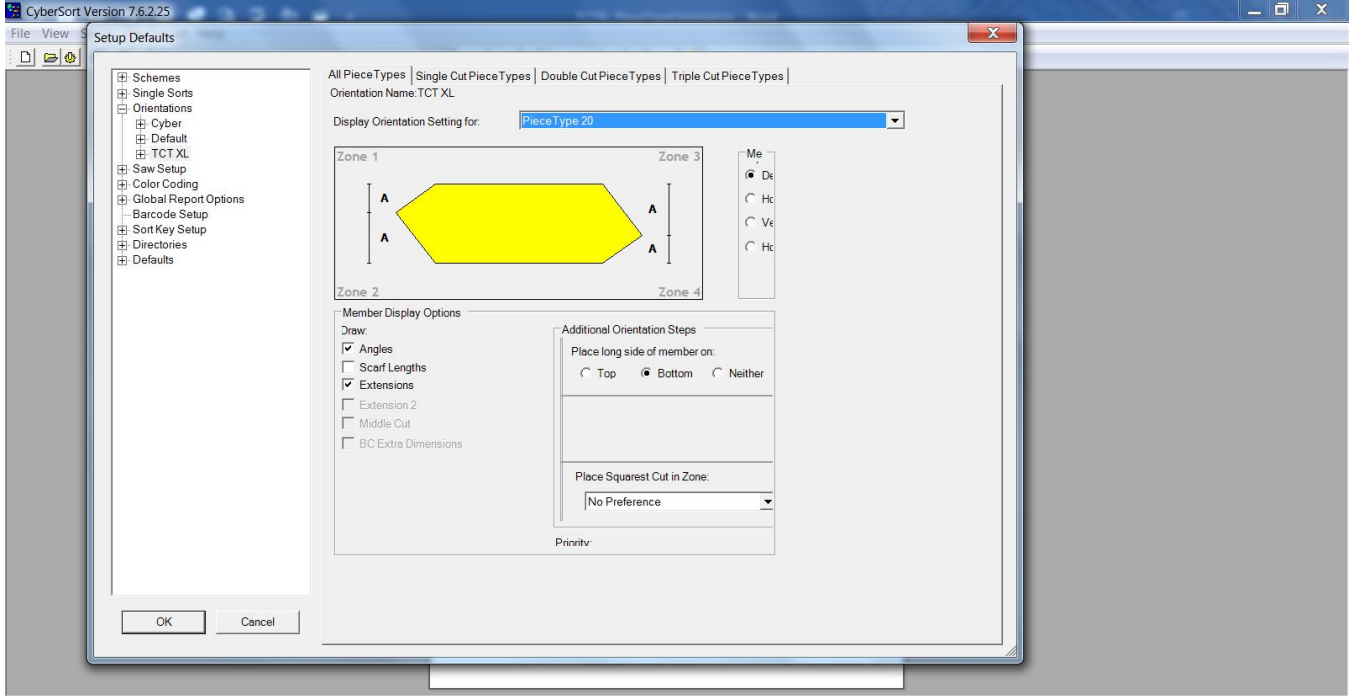 CyberSort Version 7.6.2.25
File View S
Setup Defaults
X
Schemes
Single Sorts
Orientations
Cyber
Default
TCT XL
Saw Setup
Color Coding
Global Report Options
Barcode Setup
Sort Key Setup
Directories
Defaults
OK Cancel
All PieceTypes Single Cut PieceTypes Double Cut PieceTypes Triple Cut PieceTypes
Orientation Name:TCT XL
Display Orientation Setting for: PieceType 20
Zone 1 Zone 3
A A
A A
Zone 2 Zone 4
Me
De
Ho
Ve
Ho
Member Display Options
Draw:
Angles
Scarf Lengths
Extensions
Extension 2
Middle Cut
BC Extra Dimensions
Additional Orientation Steps
Place long side of member on:
Top Bottom Neither
Place Squarest Cut in Zone:
No Preference
Priority: